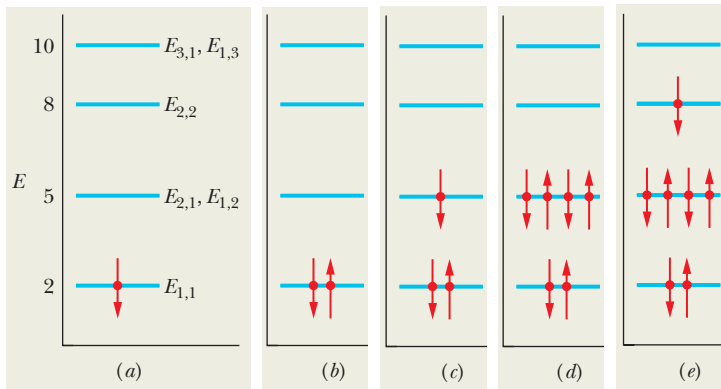 10 E3,1, E1,3
8 E2,2
E
5 E2,1, E1,2
2 E1,1
(a) (b) (c) (d) (e)